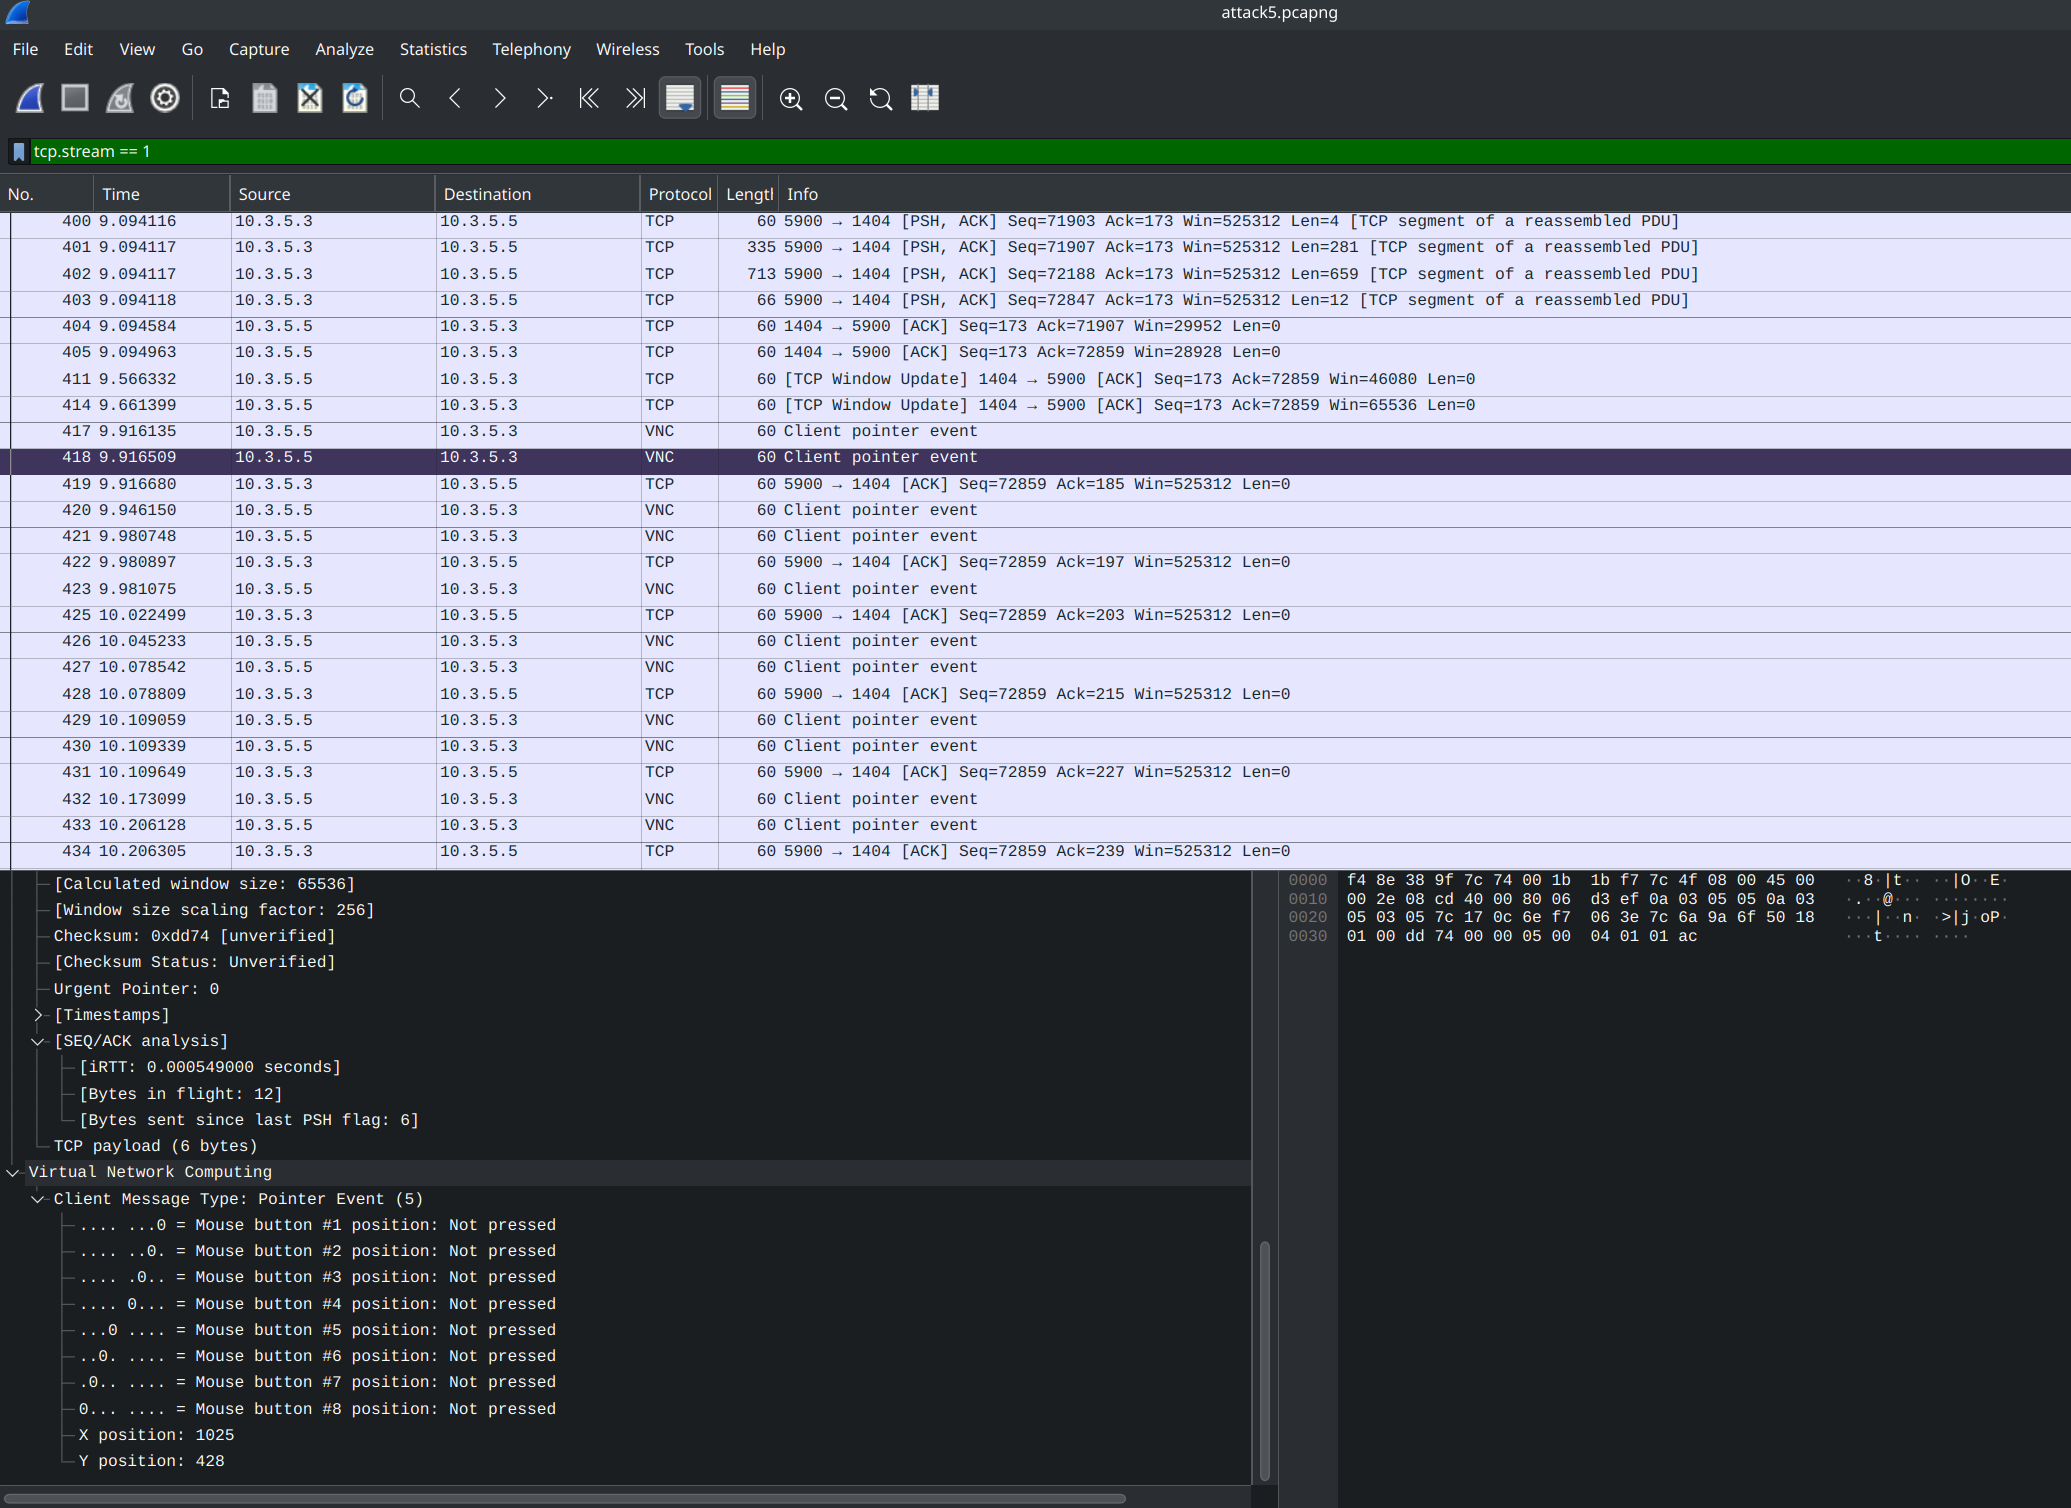 attack5.pcapng
File Edit View Go Capture Analyze Statistics Telephony Wireless Tools Help
tcp.stream == 1
No. Time Source Destination Protocol Length Info
400 9.094116 10.3.5.3 10.3.5.5 TCP 60 5900 → 1404 [PSH, ACK] Seq=71903 Ack=173 Win=525312 Len=4 [TCP segment of a reassembled PDU]
401 9.094117 10.3.5.3 10.3.5.5 TCP 335 5900 → 1404 [PSH, ACK] Seq=71907 Ack=173 Win=525312 Len=281 [TCP segment of a reassembled PDU]
402 9.094117 10.3.5.3 10.3.5.5 TCP 713 5900 → 1404 [PSH, ACK] Seq=72188 Ack=173 Win=525312 Len=659 [TCP segment of a reassembled PDU]
403 9.094118 10.3.5.3 10.3.5.5 TCP 66 5900 → 1404 [PSH, ACK] Seq=72847 Ack=173 Win=525312 Len=12 [TCP segment of a reassembled PDU]
404 9.094584 10.3.5.5 10.3.5.3 TCP 60 1404 → 5900 [ACK] Seq=173 Ack=71907 Win=29952 Len=0
405 9.094963 10.3.5.5 10.3.5.3 TCP 60 1404 → 5900 [ACK] Seq=173 Ack=72859 Win=28928 Len=0
411 9.566332 10.3.5.5 10.3.5.3 TCP 60 [TCP Window Update] 1404 → 5900 [ACK] Seq=173 Ack=72859 Win=46080 Len=0
414 9.661399 10.3.5.5 10.3.5.3 TCP 60 [TCP Window Update] 1404 → 5900 [ACK] Seq=173 Ack=72859 Win=65536 Len=0
417 9.916135 10.3.5.5 10.3.5.3 VNC 60 Client pointer event
418 9.916509 10.3.5.5 10.3.5.3 VNC 60 Client pointer event
419 9.916680 10.3.5.3 10.3.5.5 TCP 60 5900 → 1404 [ACK] Seq=72859 Ack=185 Win=525312 Len=0
420 9.946150 10.3.5.5 10.3.5.3 VNC 60 Client pointer event
421 9.980748 10.3.5.5 10.3.5.3 VNC 60 Client pointer event
422 9.980897 10.3.5.3 10.3.5.5 TCP 60 5900 → 1404 [ACK] Seq=72859 Ack=197 Win=525312 Len=0
423 9.981075 10.3.5.5 10.3.5.3 VNC 60 Client pointer event
425 10.022499 10.3.5.3 10.3.5.5 TCP 60 5900 → 1404 [ACK] Seq=72859 Ack=203 Win=525312 Len=0
426 10.045233 10.3.5.5 10.3.5.3 VNC 60 Client pointer event
427 10.078542 10.3.5.5 10.3.5.3 VNC 60 Client pointer event
428 10.078809 10.3.5.3 10.3.5.5 TCP 60 5900 → 1404 [ACK] Seq=72859 Ack=215 Win=525312 Len=0
429 10.109059 10.3.5.5 10.3.5.3 VNC 60 Client pointer event
430 10.109339 10.3.5.5 10.3.5.3 VNC 60 Client pointer event
431 10.109649 10.3.5.3 10.3.5.5 TCP 60 5900 → 1404 [ACK] Seq=72859 Ack=227 Win=525312 Len=0
432 10.173099 10.3.5.5 10.3.5.3 VNC 60 Client pointer event
433 10.206128 10.3.5.5 10.3.5.3 VNC 60 Client pointer event
434 10.206305 10.3.5.3 10.3.5.5 TCP 60 5900 → 1404 [ACK] Seq=72859 Ack=239 Win=525312 Len=0
[Calculated window size: 65536]
[Window size scaling factor: 256]
Checksum: 0xdd74 [unverified]
[Checksum Status: Unverified]
Urgent Pointer: 0
[Timestamps]
[SEQ/ACK analysis]
[iRTT: 0.000549000 seconds]
[Bytes in flight: 12]
[Bytes sent since last PSH flag: 6]
TCP payload (6 bytes)
Virtual Network Computing
Client Message Type: Pointer Event (5)
.... ...0 = Mouse button #1 position: Not pressed
.... ..0. = Mouse button #2 position: Not pressed
.... .0.. = Mouse button #3 position: Not pressed
.... 0... = Mouse button #4 position: Not pressed
...0 .... = Mouse button #5 position: Not pressed
..0. .... = Mouse button #6 position: Not pressed
.0.. .... = Mouse button #7 position: Not pressed
0... .... = Mouse button #8 position: Not pressed
X position: 1025
Y position: 428
0000 f4 8e 38 9f 7c 74 00 1b 1b f7 7c 4f 08 00 45 00 ··8·|t·· ··|O··E·
0010 00 2e 08 cd 40 00 80 06 d3 ef 0a 03 05 05 0a 03 ·.··@··· ········
0020 05 03 05 7c 17 0c 6e f7 06 3e 7c 6a 9a 6f 50 18 ···|··n· ·>|j·oP·
0030 01 00 dd 74 00 00 05 00 04 01 01 ac ···t···· ····